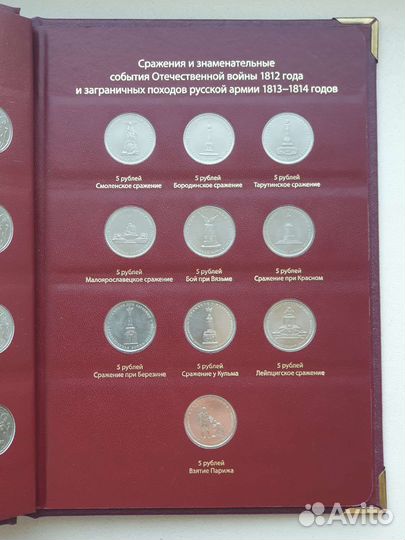 Сражения и знаменательные
события Отечественной войны 1812 года
и заграничных походов русской армии 1813–1814 годов
5 рублей
Смоленское сражение
5 рублей
Бородинское сражение
5 рублей
Тарутинское сражение
5 рублей
Малоярославецкое сражение
5 рублей
Бой при Вязьме
5 рублей
Сражение при Красном
5 рублей
Сражение при Березине
5 рублей
Сражение у Кульма
5 рублей
Лейпцигское сражение
5 рублей
Взятие Парижа
Avito